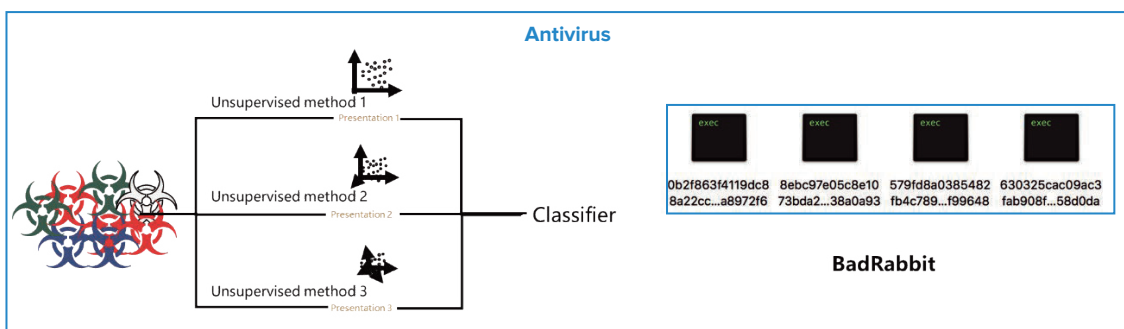 Antivirus
Unsupervised method 1
Presentation 1
Unsupervised method 2
Presentation 2
Unsupervised method 3
Presentation 3
Classifier
exec
exec
exec
exec
0b2f863f4119dc8
8a22cc...a8972f6
8ebc97e05c8e10
73bda2...38a0a93
579fd8a0385482
fb4c789...f99648
630325cac09ac3
fab908f...58d0da
BadRabbit